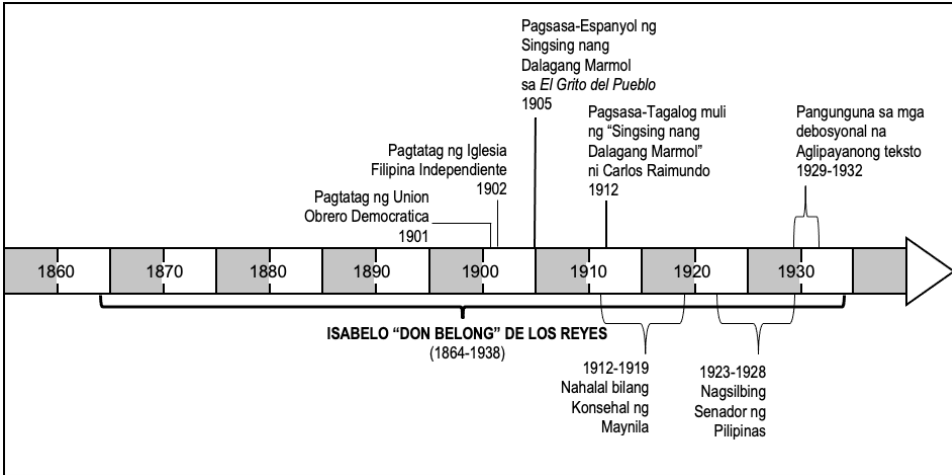 Pagsasa-Espanyol ng
Singsing nang
Dalagang Marmol
sa El Grito del Pueblo
1905
Pagsasa-Tagalog muli
ng “Singsing nang
Dalagang Marmol”
ni Carlos Raimundo
1912
Pangunguna sa mga
debosyonal na
Aglipayanong teksto
1929-1932
Pagtatag ng Iglesia
Filipina Independiente
1902
Pagtatag ng Union
Obrero Democratica
1901
1860 1870 1880 1890 1900 1910 1920 1930
ISABELO “DON BELONG” DE LOS REYES
(1864-1938)
1912-1919
Nahalal bilang
Konsehal ng
Maynila
1923-1928
Nagsilbing
Senador ng
Pilipinas